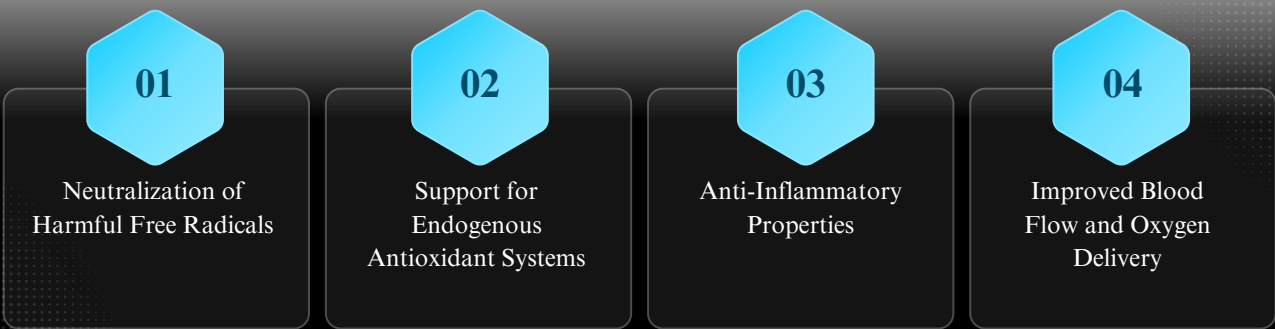 01
Neutralization of
Harmful Free Radicals
02
Support for
Endogenous
Antioxidant Systems
03
Anti-Inflammatory
Properties
04
Improved Blood
Flow and Oxygen
Delivery